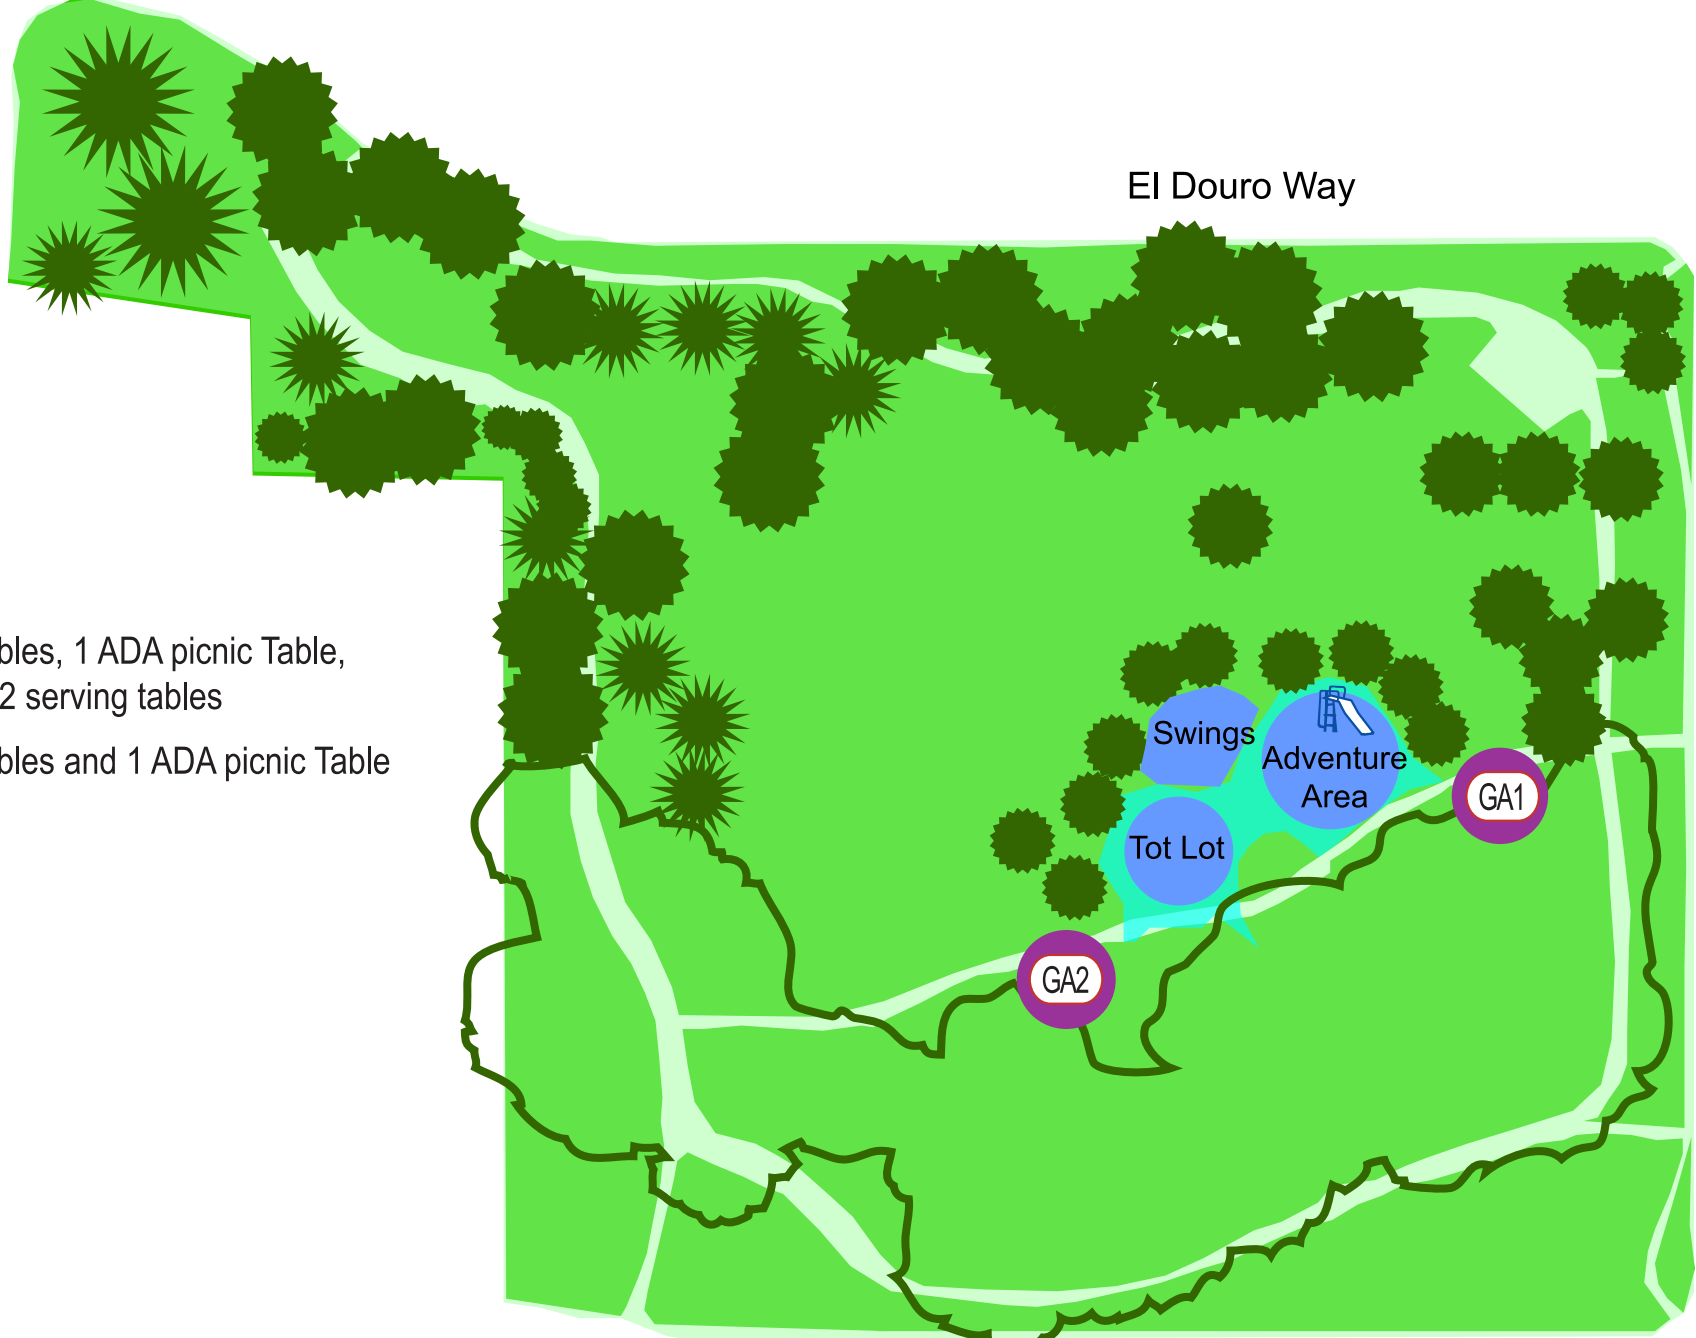 El Douro Way
bles, 1 ADA picnic Table,
2 serving tables
bles and 1 ADA picnic Table
Swings
Adventure
Area
GA1
Tot Lot
GA2